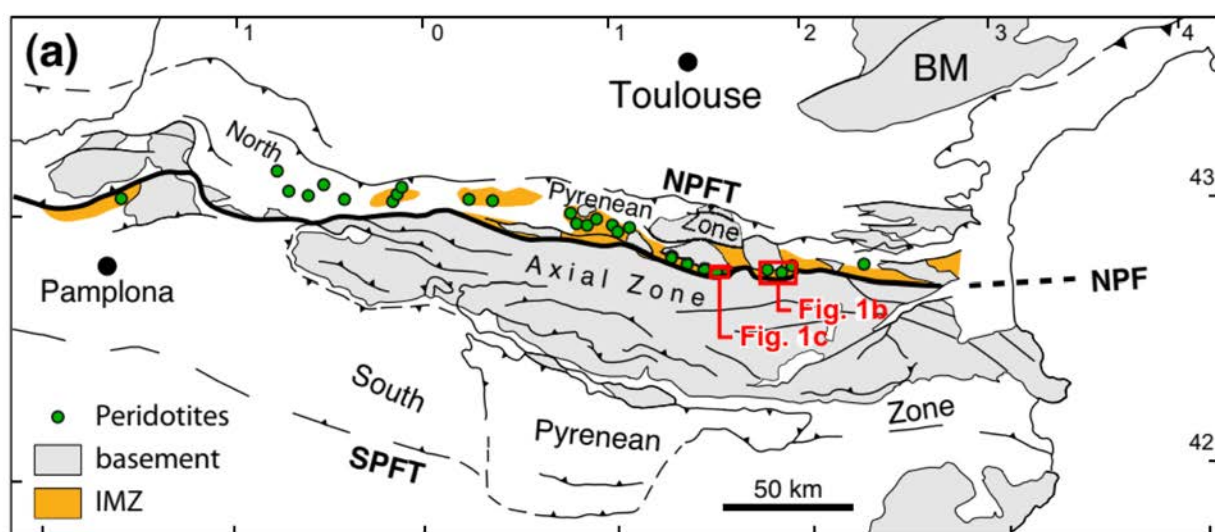 (a)
1
0
1
2
3
4
BM
Toulouse
North
NPFT
43
Pyrenean
Zone
Axial Zone
Pamplona
NPF
Fig. 1b
Fig. 1c
South
Pyrenean
Zone
SPFT
42
Peridotites
basement
IMZ
50 km